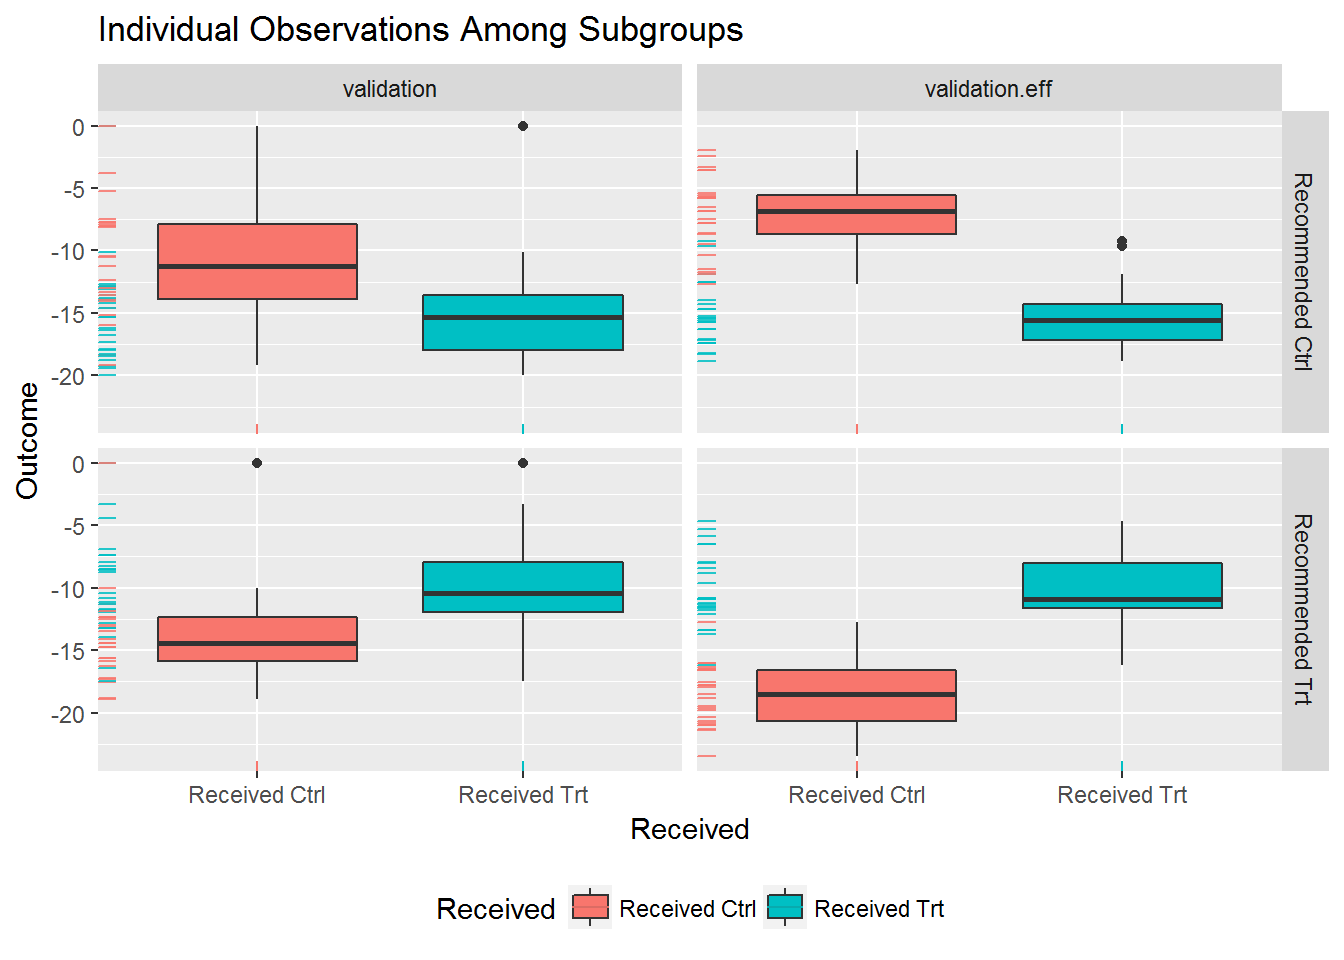 Individual Observations Among Subgroups
validation
validation.eff
0
-5
-10
-15
-20
Recommended Ctrl
0
-5
-10
-15
-20
Recommended Trt
Outcome
Received Ctrl
Received Trt
Received Ctrl
Received Trt
Received
Received
Received Ctrl
Received Trt